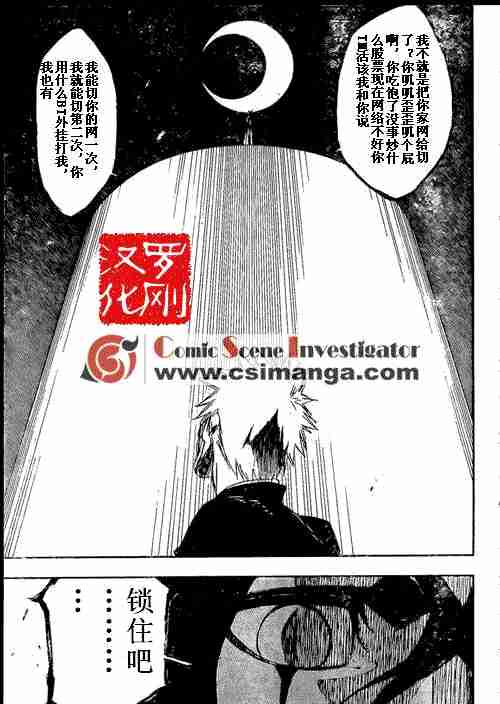 我不就是把你家网给切
了？你叽叽歪歪叽个屁
啊，你吃饱了没事炒什
么股票现在网络不好你
TM活该我和你说
我能切你的网一次，
我就能切第二次，你
用什么BT外挂打我，
我也有
罗刚
汉化
Comic Scene Investigator
www.csimanga.com
锁住吧
………
……